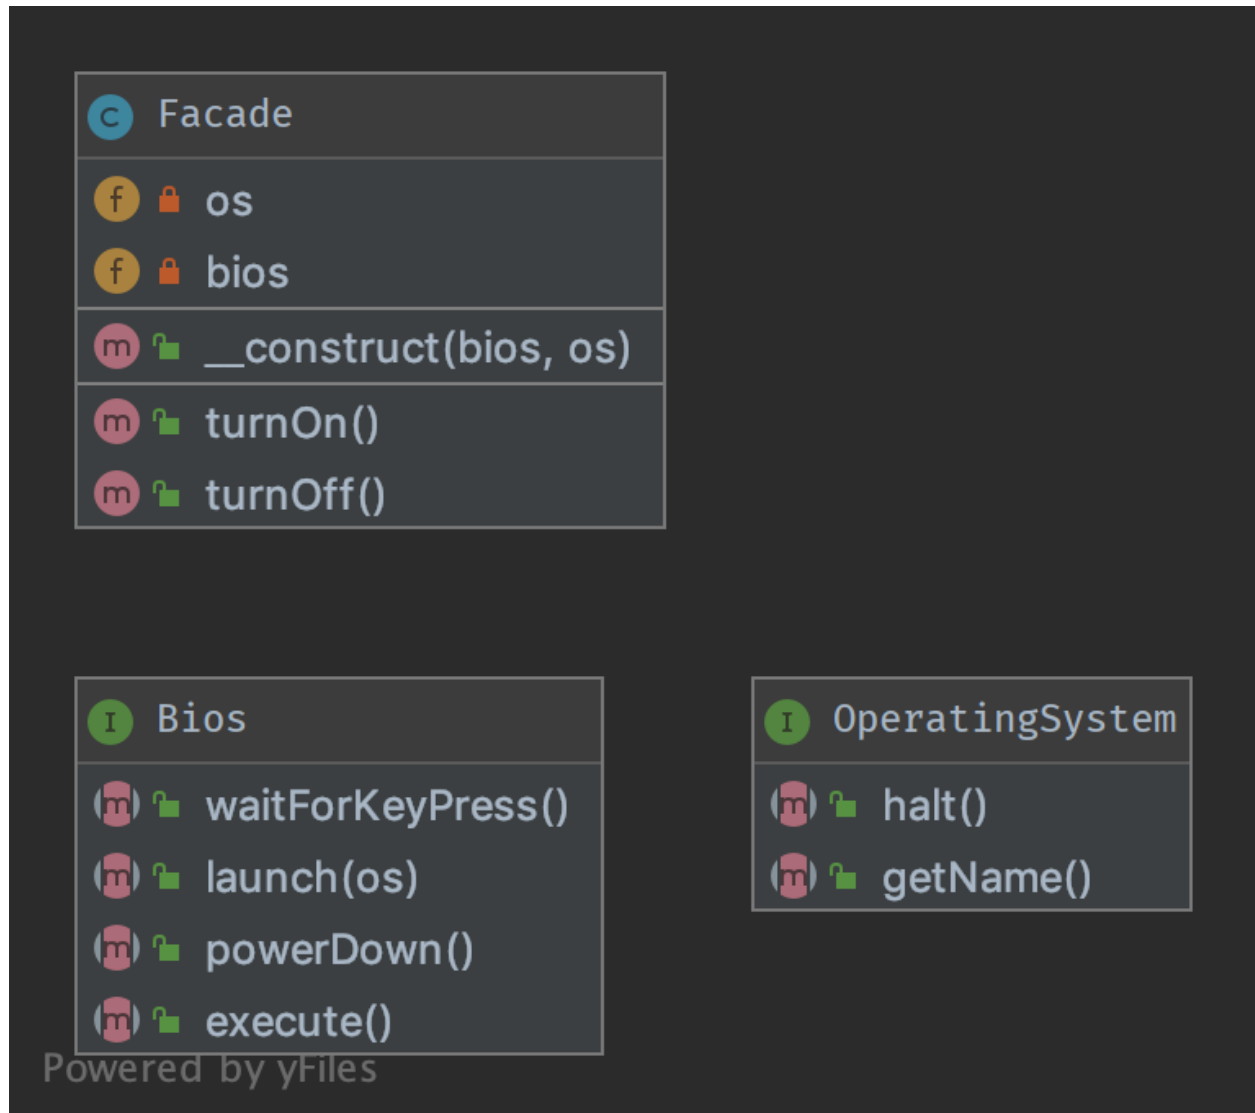 Facade
os
bios
__construct(bios, os)
turnOn()
turnOff()
Bios
waitForKeyPress()
launch(os)
powerDown()
execute()
OperatingSystem
halt()
getName()
Powered by yFiles